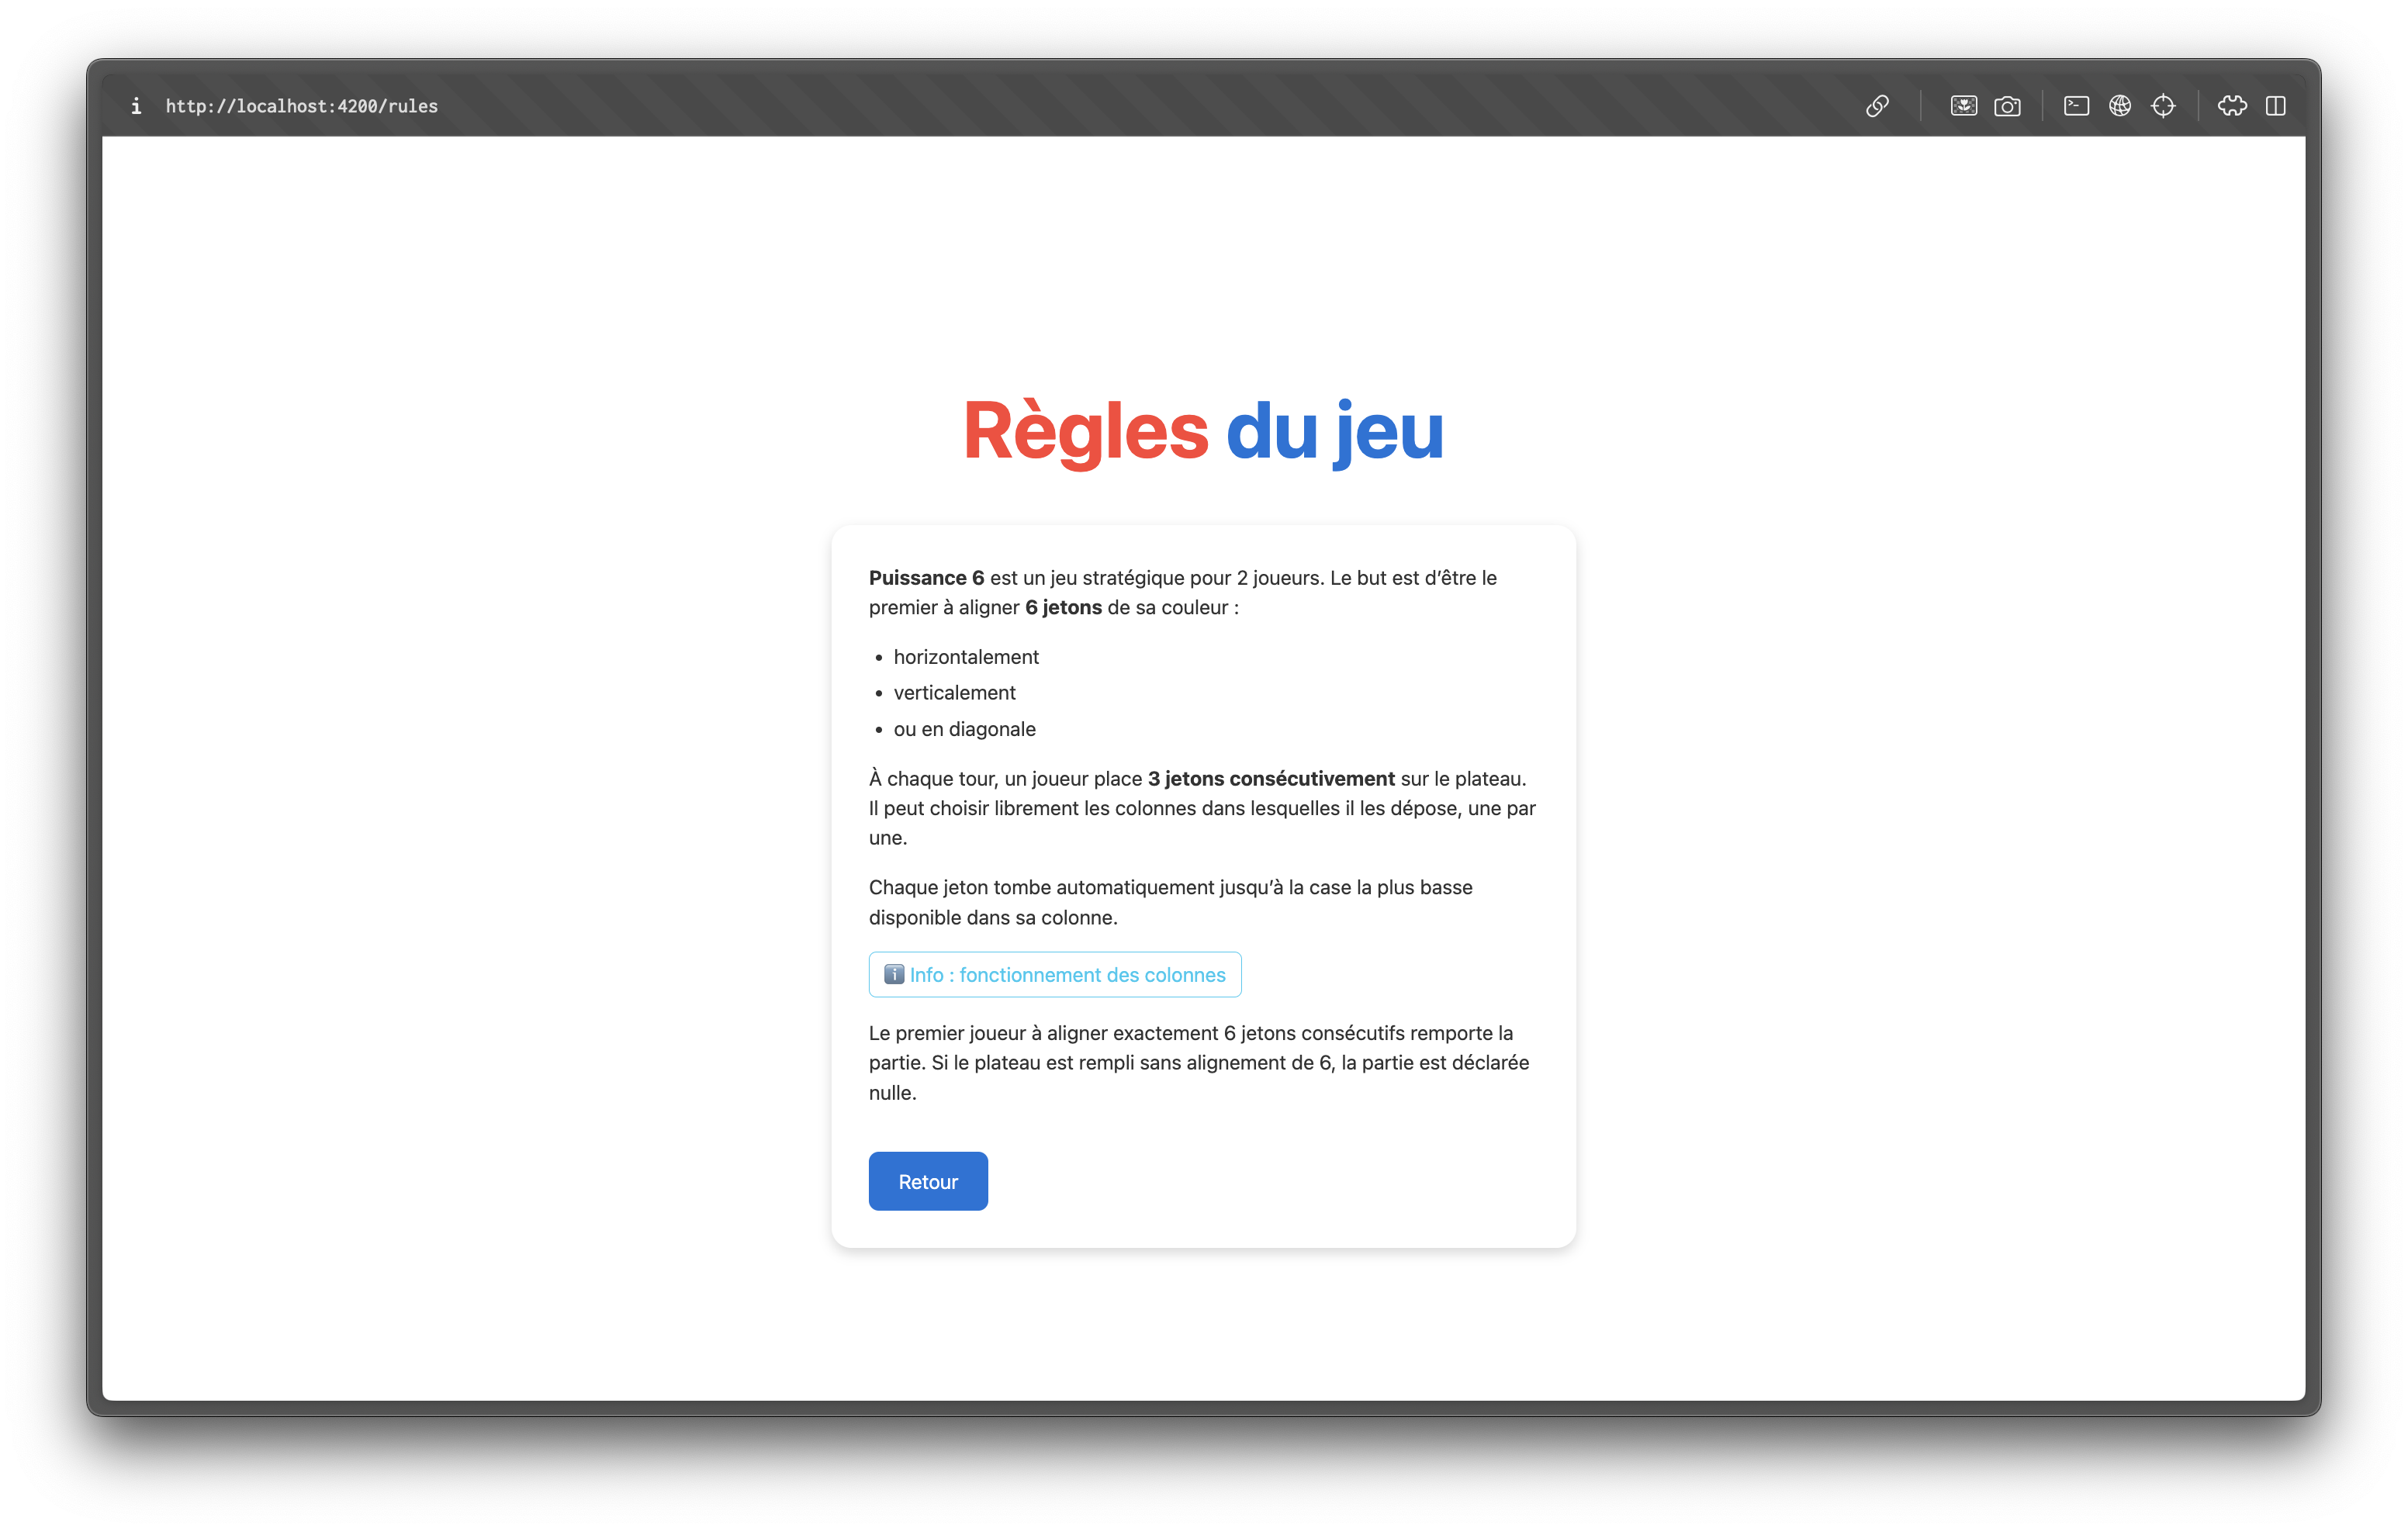 i http://localhost:4200/rules
Règles du jeu
Puissance 6 est un jeu stratégique pour 2 joueurs. Le but est d’être le
premier à aligner 6 jetons de sa couleur :
• horizontalement
• verticalement
• ou en diagonale
À chaque tour, un joueur place 3 jetons consécutivement sur le plateau.
Il peut choisir librement les colonnes dans lesquelles il les dépose, une par
une.
Chaque jeton tombe automatiquement jusqu’à la case la plus basse
disponible dans sa colonne.
ℹ️ Info : fonctionnement des colonnes
Le premier joueur à aligner exactement 6 jetons consécutifs remporte la
partie. Si le plateau est rempli sans alignement de 6, la partie est déclarée
nulle.
Retour